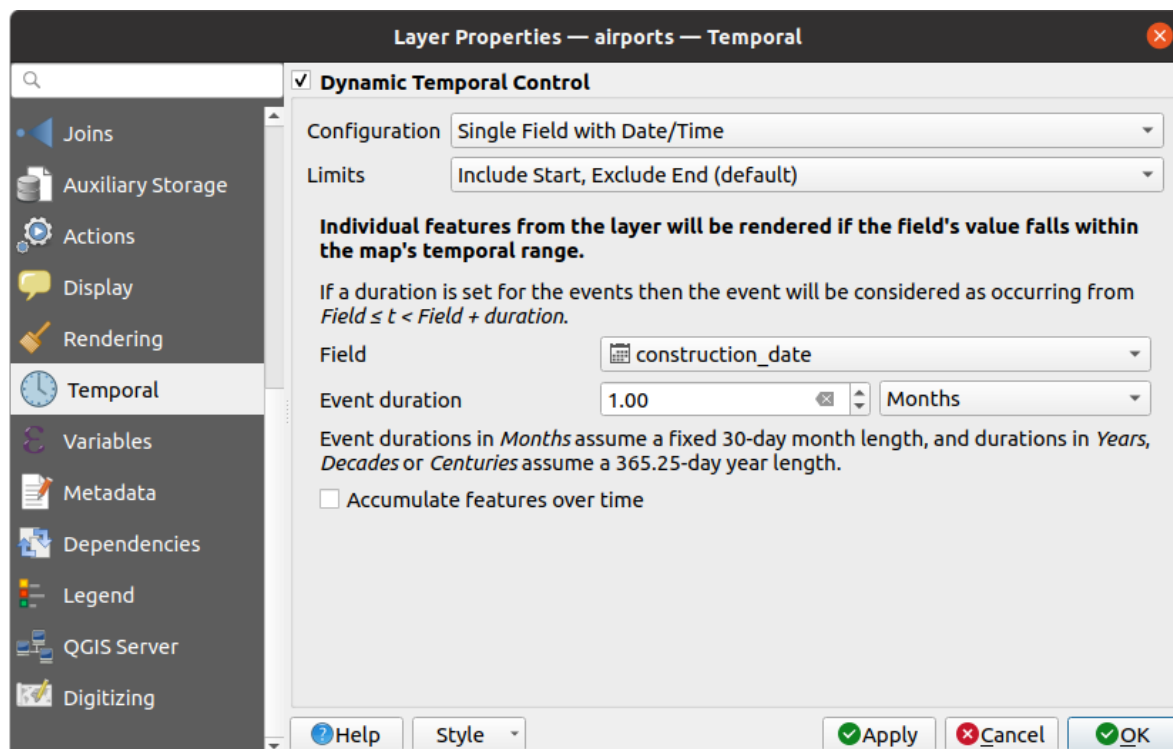 Layer Properties — airports — Temporal
Joins
Auxiliary Storage
Actions
Display
Rendering
Temporal
Variables
Metadata
Dependencies
Legend
QGIS Server
Digitizing
Dynamic Temporal Control
Configuration Single Field with Date/Time
Limits Include Start, Exclude End (default)
Individual features from the layer will be rendered if the field's value falls within
the map's temporal range.
If a duration is set for the events then the event will be considered as occurring from
Field ≤ t < Field + duration.
Field construction_date
Event duration 1.00 Months
Event durations in Months assume a fixed 30-day month length, and durations in Years,
Decades or Centuries assume a 365.25-day year length.
Accumulate features over time
Help Style Apply Cancel OK